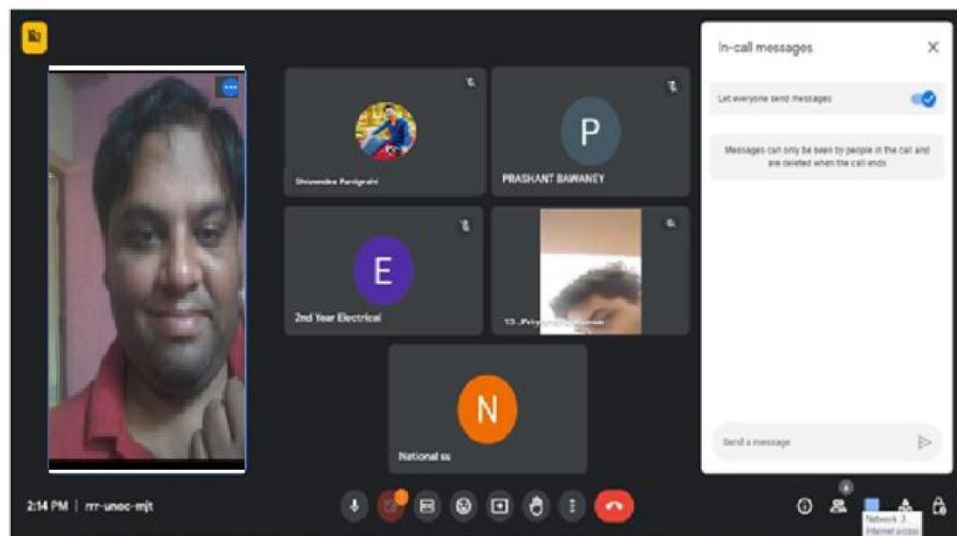 In-call messages
Let everyone send messages
Messages can only be seen by people in the call and
are deleted when the call ends
Panigrahi
P
PRASHANT BAWANEY
E
2nd Year Electrical
13_
N
National ss
Send a message
2:14 PM | rrr-unoc-mjt
6
Network 3
Internet access